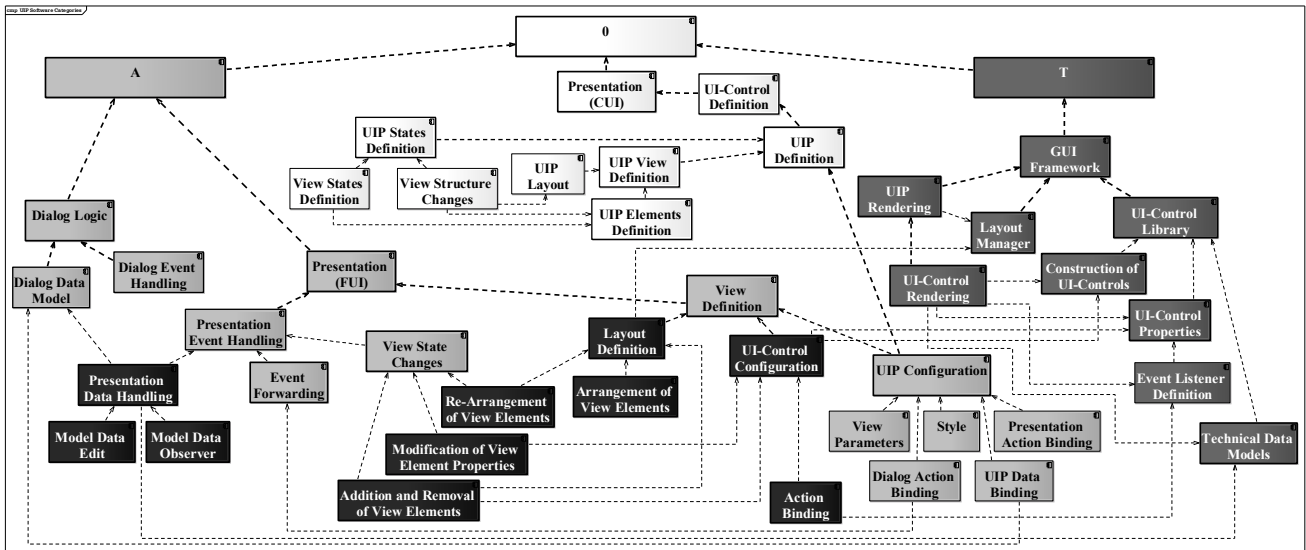 cmp UIP Software Categories
0
A
T
Presentation
(CUI)
UI-Control
Definition
UIP States
Definition
UIP
Definition
GUI
Framework
UIP
Layout
UIP View
Definition
View States
Definition
View Structure
Changes
UIP
Rendering
UIP Elements
Definition
Layout
Manager
UI-Control
Library
Dialog Logic
Dialog Data
Model
Dialog Event
Handling
Presentation
(FUI)
View
Definition
UI-Control
Rendering
Construction of
UI-Controls
UI-Control
Properties
Presentation
Event Handling
View State
Changes
Layout
Definition
UI-Control
Configuration
UIP Configuration
Event Listener
Definition
Presentation
Data Handling
Event
Forwarding
Re-Arrangement
of View Elements
Arrangement of
View Elements
View
Parameters
Style
Presentation
Action Binding
Technical Data
Models
Model Data
Edit
Model Data
Observer
Modification of View
Element Properties
Dialog Action
Binding
UIP Data
Binding
Addition and Removal
of View Elements
Action
Binding